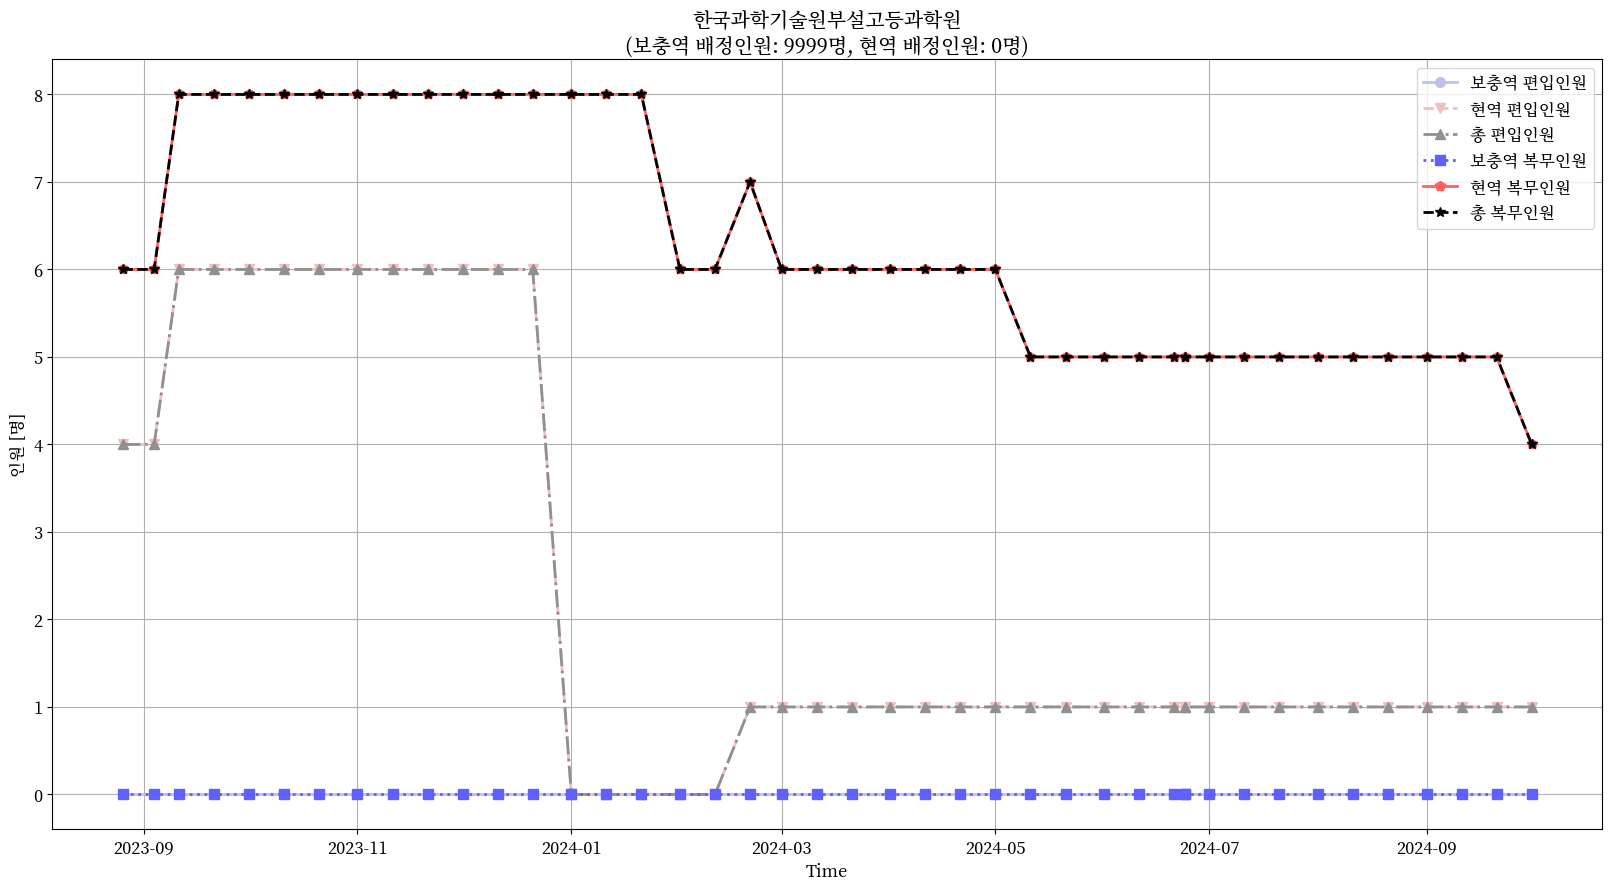 한국과학기술원부설고등과학원
(보충역 배정인원: 9999명, 현역 배정인원: 0명)
보충역 편입인원
현역 편입인원
총 편입인원
보충역 복무인원
현역 복무인원
총 복무인원
인원 [명]
8
7
6
5
4
3
2
1
0
2023-09
2023-11
2024-01
2024-03
2024-05
2024-07
2024-09
Time